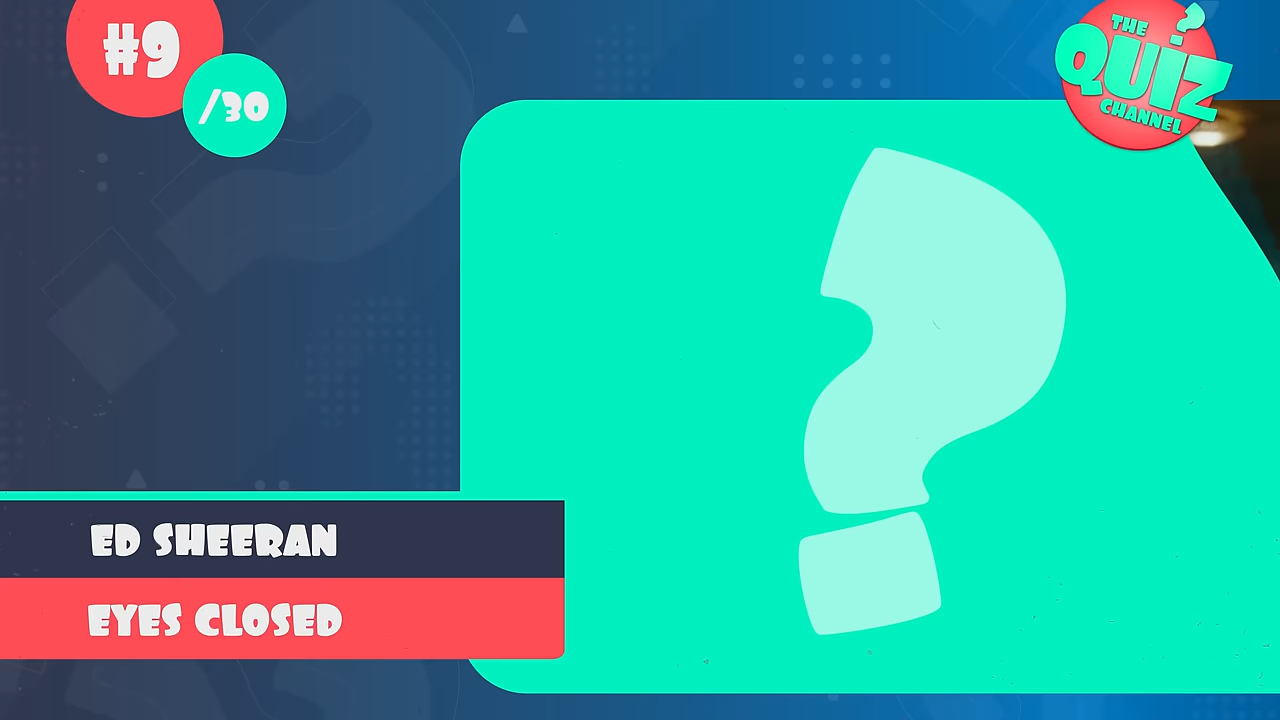 #9
/30
THE
QUIZ
CHANNEL
ED SHEERAN
EYES CLOSED